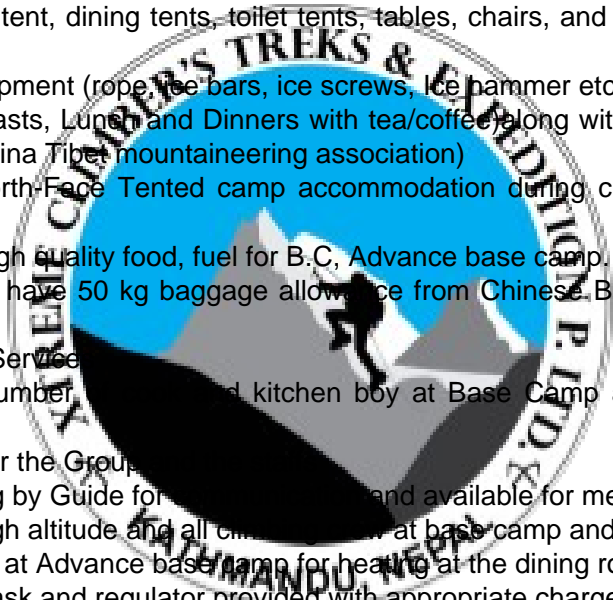 tent, dining tents, toilet tents, tables, chairs, and
XTREME CLIMBER'S TREKS & EXPEDITION P. LTD.
pment (rope, Ice bars, ice screws, Ice hammer etc
asts, Lunch and Dinners with tea/coffee)along wit
ina Tibet mountaineering association)
rth-Face Tented camp accommodation during c
gh quality food, fuel for B.C, Advance base camp.
have 50 kg baggage allowance from Chinese B
Service
umber of and kitchen boy at Base Camp
r the Group
g by Guide for and available for me
gh altitude and all climbing at base camp and
at Advance base camp for heating at the dining ro
KATHMANDU, NEPAL
ask and regulator provided with appropriate charge